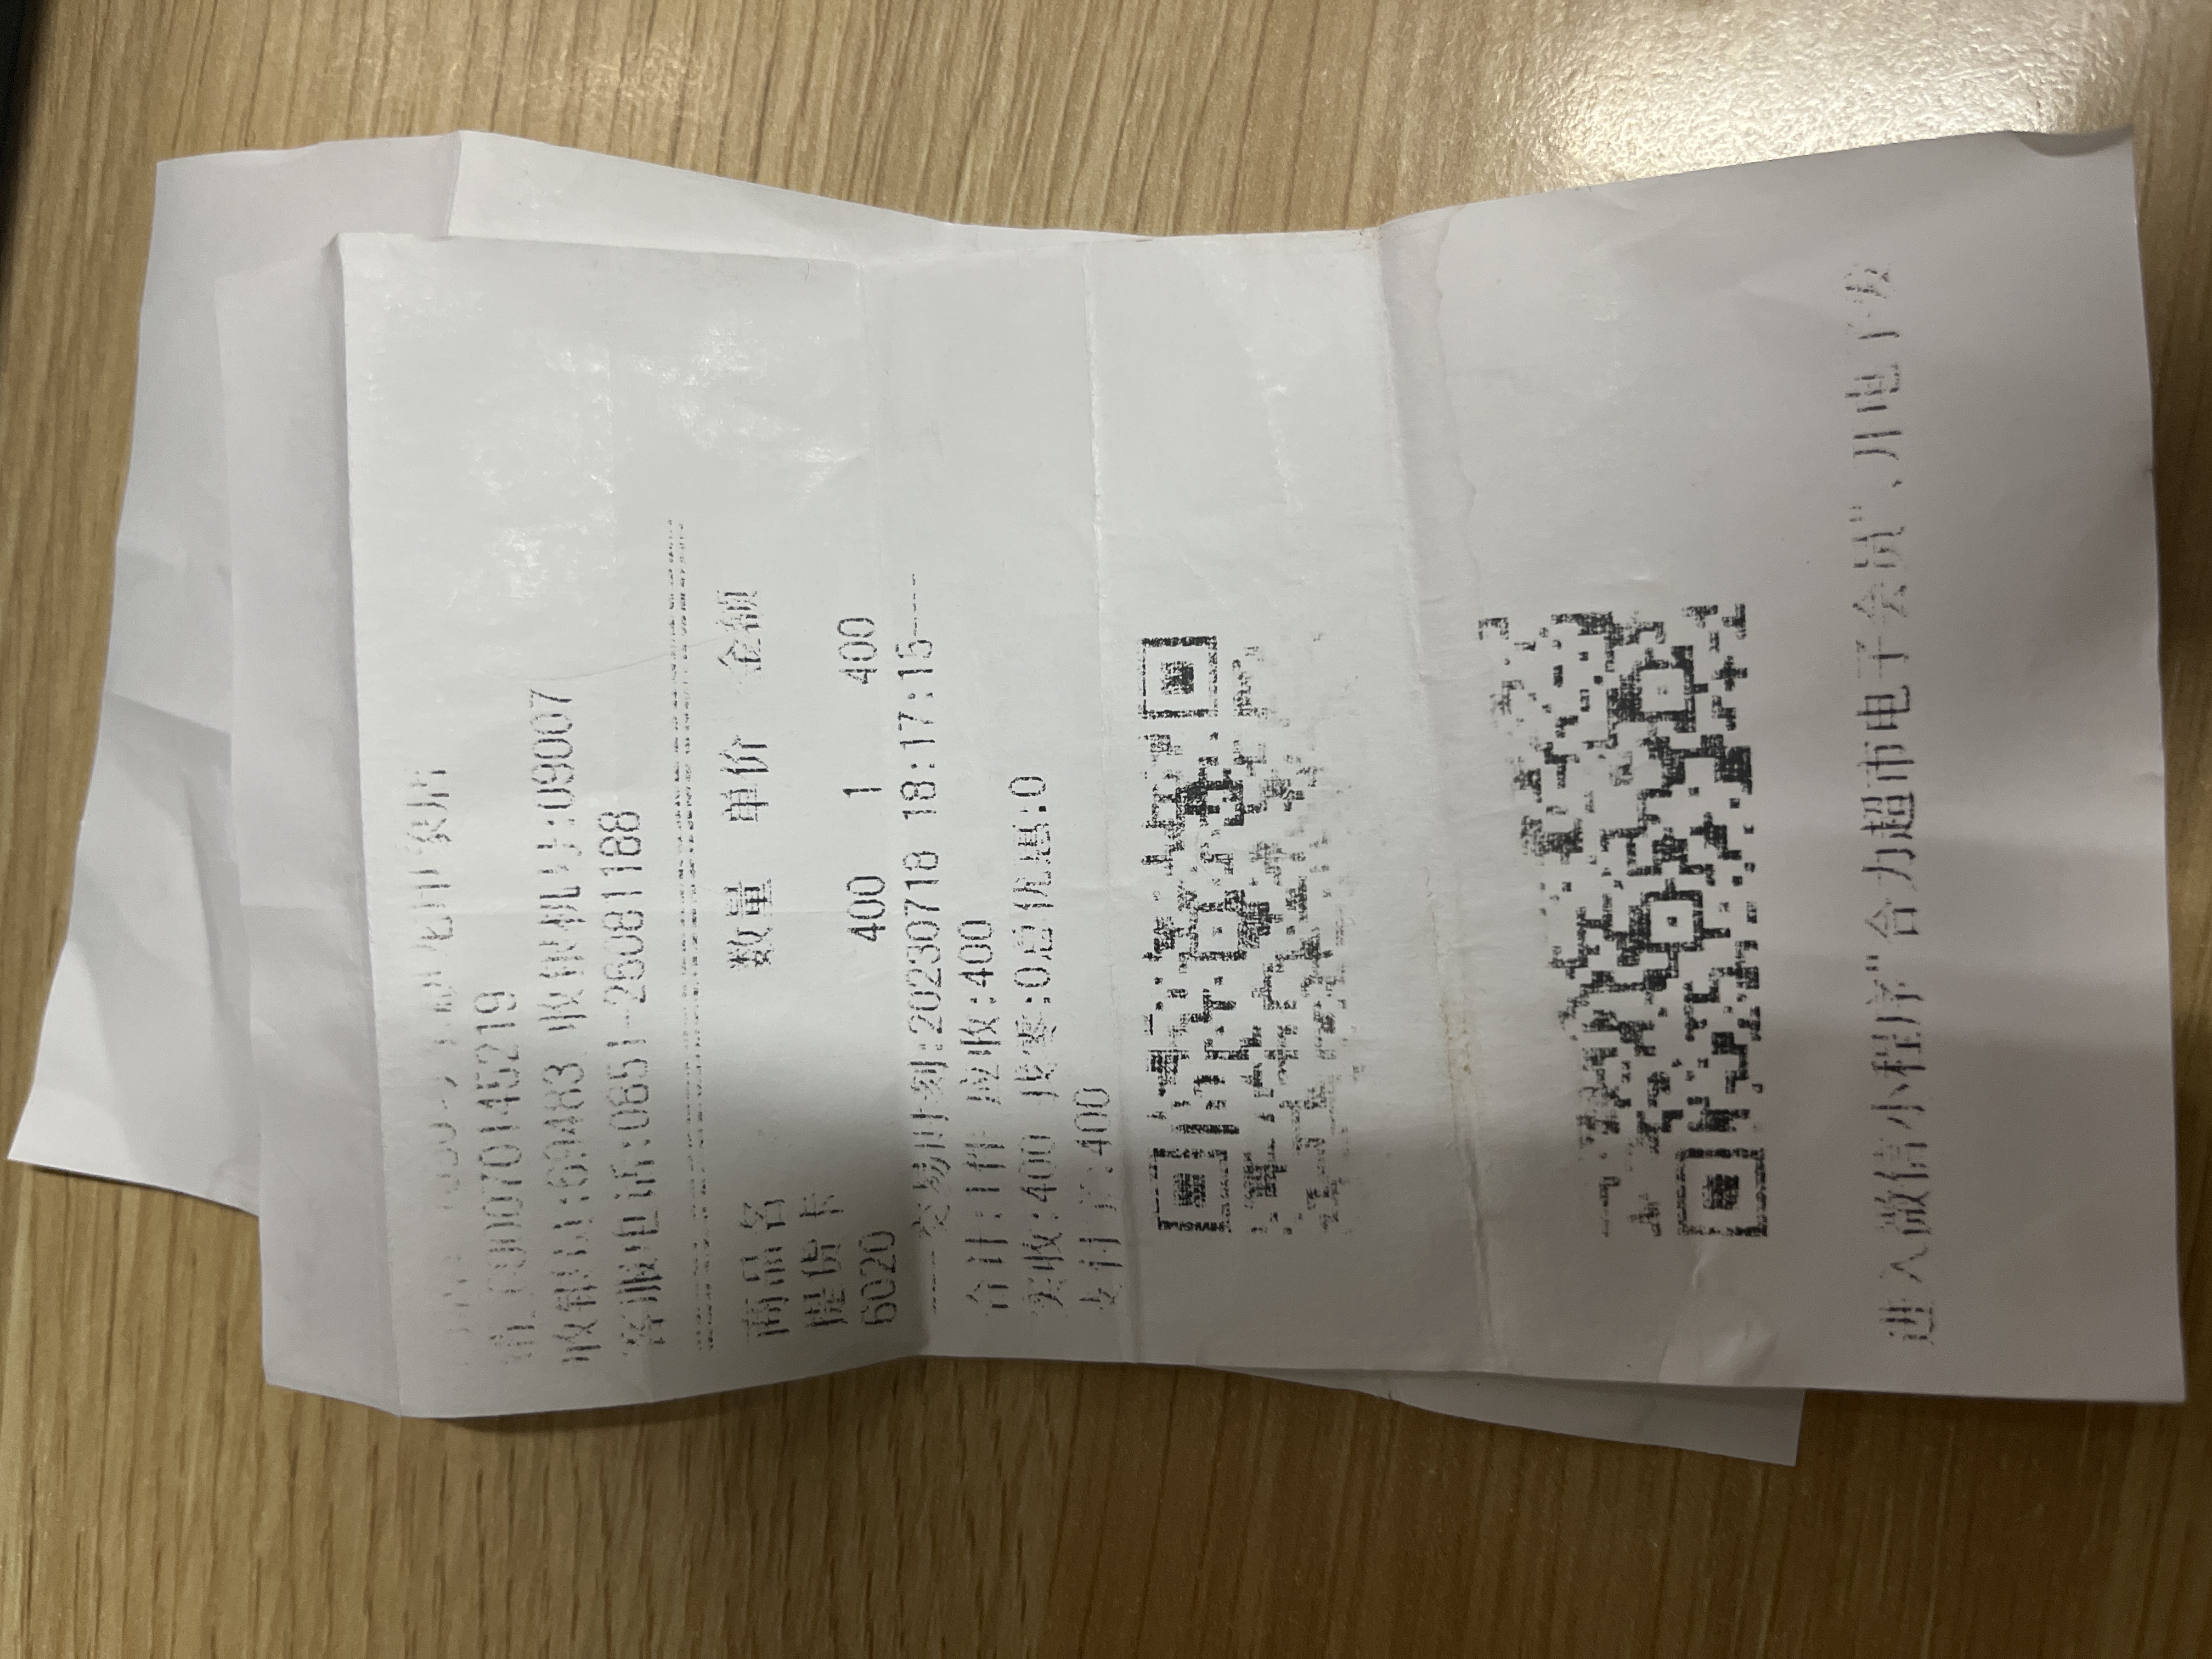 收银员:69483 收银机号:09007
客服电话:0851-26081188
商品名 数量 单价 金额
提货卡
6020 400 1 400
----交易时刻:20230718 18:17:15----
合计:1件 应收:400
实收:400 找零:0总优惠:0
支付 :400
进入微信小程序"合力超市电子会员"、开电子发